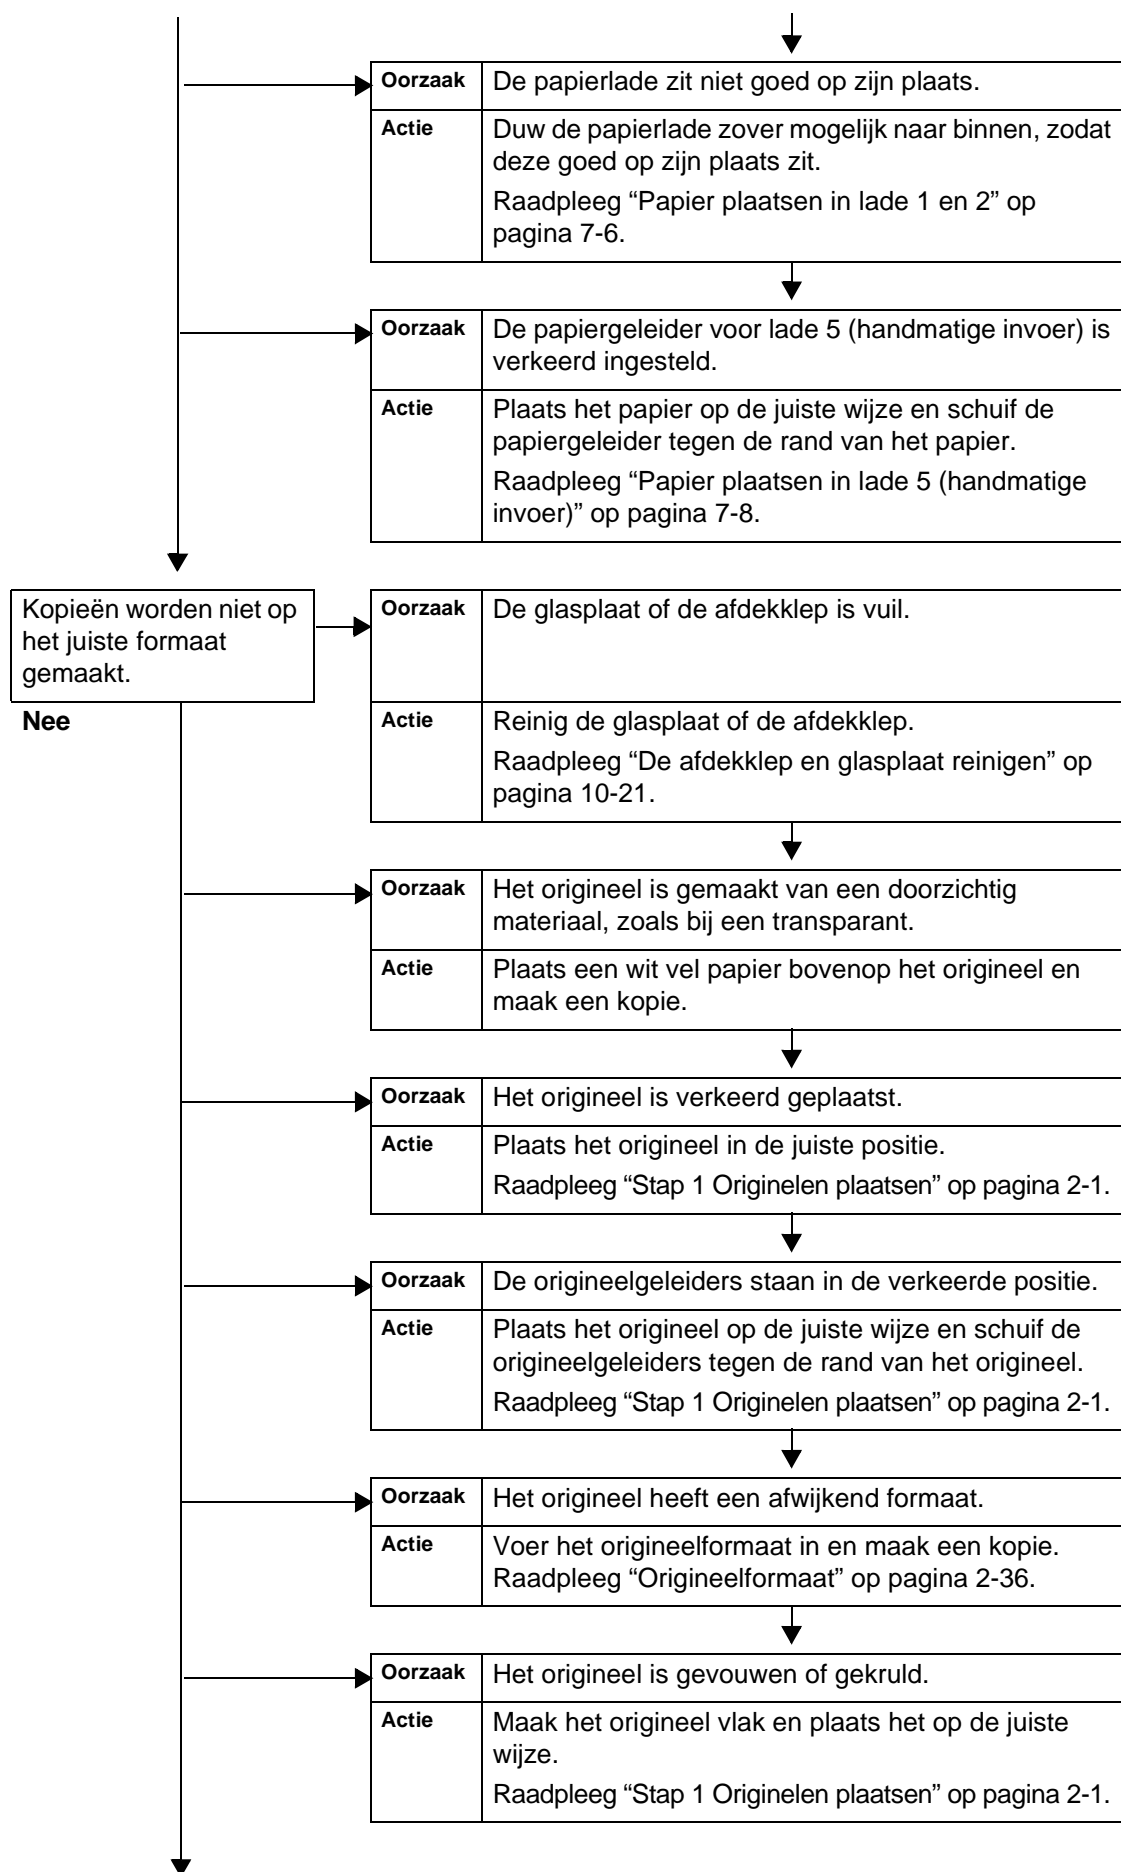 Oorzaak De papierlade zit niet goed op zijn plaats.
Actie Duw de papierlade zover mogelijk naar binnen, zodat
deze goed op zijn plaats zit.
Raadpleeg “Papier plaatsen in lade 1 en 2” op
pagina 7-6.
Oorzaak De papiergeleider voor lade 5 (handmatige invoer) is
verkeerd ingesteld.
Actie Plaats het papier op de juiste wijze en schuif de
papiergeleider tegen de rand van het papier.
Raadpleeg “Papier plaatsen in lade 5 (handmatige
invoer)” op pagina 7-8.
Kopieën worden niet op
het juiste formaat
gemaakt.
Nee
Oorzaak De glasplaat of de afdekklep is vuil.
Actie Reinig de glasplaat of de afdekklep.
Raadpleeg “De afdekklep en glasplaat reinigen” op
pagina 10-21.
Oorzaak Het origineel is gemaakt van een doorzichtig
materiaal, zoals bij een transparant.
Actie Plaats een wit vel papier bovenop het origineel en
maak een kopie.
Oorzaak Het origineel is verkeerd geplaatst.
Actie Plaats het origineel in de juiste positie.
Raadpleeg “Stap 1 Originelen plaatsen” op pagina 2-1.
Oorzaak De origineelgeleiders staan in de verkeerde positie.
Actie Plaats het origineel op de juiste wijze en schuif de
origineelgeleiders tegen de rand van het origineel.
Raadpleeg “Stap 1 Originelen plaatsen” op pagina 2-1.
Oorzaak Het origineel heeft een afwijkend formaat.
Actie Voer het origineelformaat in en maak een kopie.
Raadpleeg “Origineelformaat” op pagina 2-36.
Oorzaak Het origineel is gevouwen of gekruld.
Actie Maak het origineel vlak en plaats het op de juiste
wijze.
Raadpleeg “Stap 1 Originelen plaatsen” op pagina 2-1.